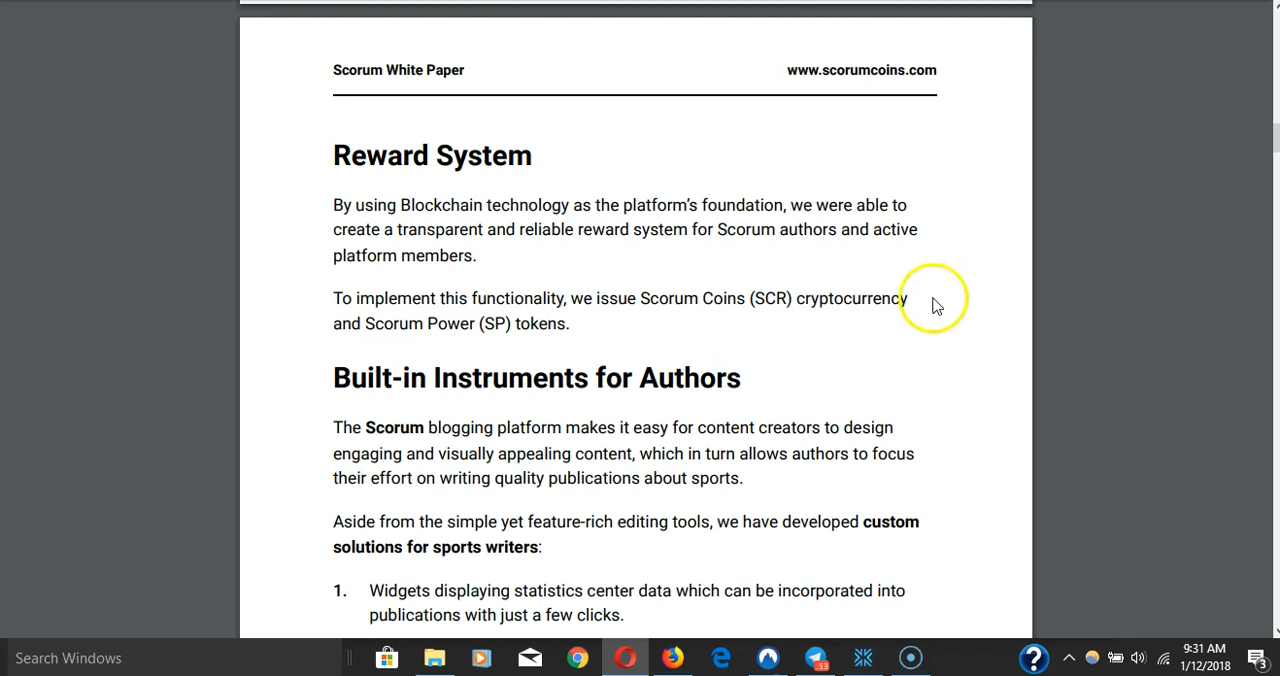 Scorum White Paper www.scorumcoins.com
Reward System
By using Blockchain technology as the platform's foundation, we were able to
create a transparent and reliable reward system for Scorum authors and active
platform members.
To implement this functionality, we issue Scorum Coins (SCR) cryptocurrency
and Scorum Power (SP) tokens.
Built-in Instruments for Authors
The Scorum blogging platform makes it easy for content creators to design
engaging and visually appealing content, which in turn allows authors to focus
their effort on writing quality publications about sports.
Aside from the simple yet feature-rich editing tools, we have developed custom
solutions for sports writers:
1. Widgets displaying statistics center data which can be incorporated into
publications with just a few clicks.
Search Windows
53
?
9:31 AM
1/12/2018
3